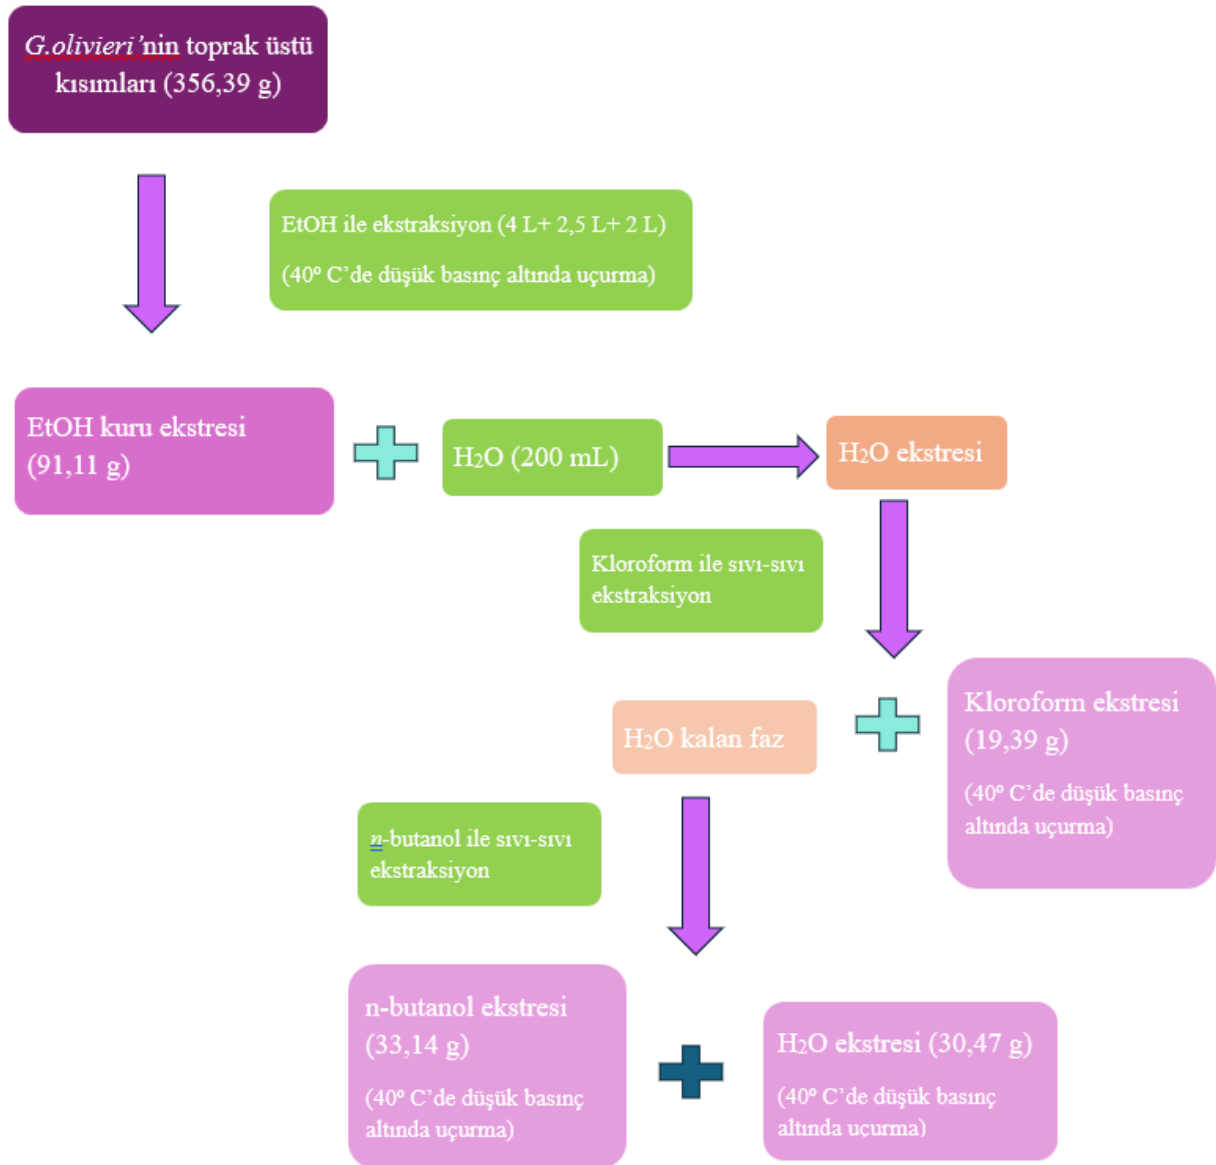 G.olivieri’nin toprak üstü
kısımları (356,39 g)
EtOH ile ekstraksiyon (4 L+ 2,5 L+ 2 L)
(40º C’de düşük basınç altında uçurma)
EtOH kuru ekstresi
(91,11 g)
H₂O (200 mL)
H₂O ekstresi
Kloroform ile sıvı-sıvı
ekstraksiyon
H₂O kalan faz
Kloroform ekstresi
(19,39 g)
(40º C’de düşük basınç
altında uçurma)
n-butanol ile sıvı-sıvı
ekstraksiyon
n-butanol ekstresi
(33,14 g)
(40º C’de düşük basınç
altında uçurma)
H₂O ekstresi (30,47 g)
(40º C’de düşük basınç
altında uçurma)